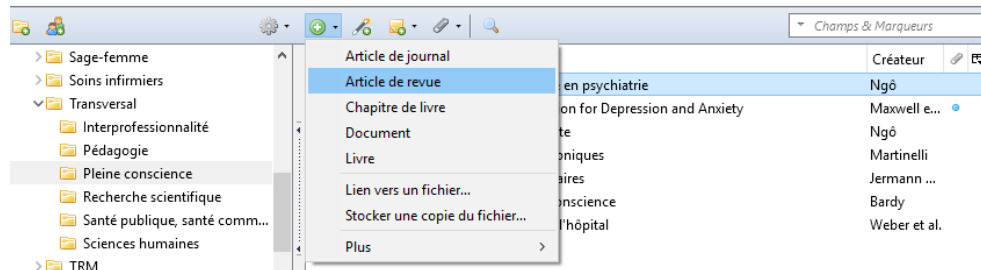 Champs & Marqueurs
Sage-femme
Soins infirmiers
Transversal
Interprofessionnalité
Pédagogie
Pleine conscience
Recherche scientifique
Santé publique, santé comm...
Sciences humaines
TRM
Article de journal
Article de revue
Chapitre de livre
Document
Livre
Lien vers un fichier...
Stocker une copie du fichier...
Plus
Créateur
en psychiatrie Ngô
on for Depression and Anxiety Maxwell e...
te Ngô
oniques Martinelli
aires Jermann ...
onscience Bardy
l'hôpital Weber et al.